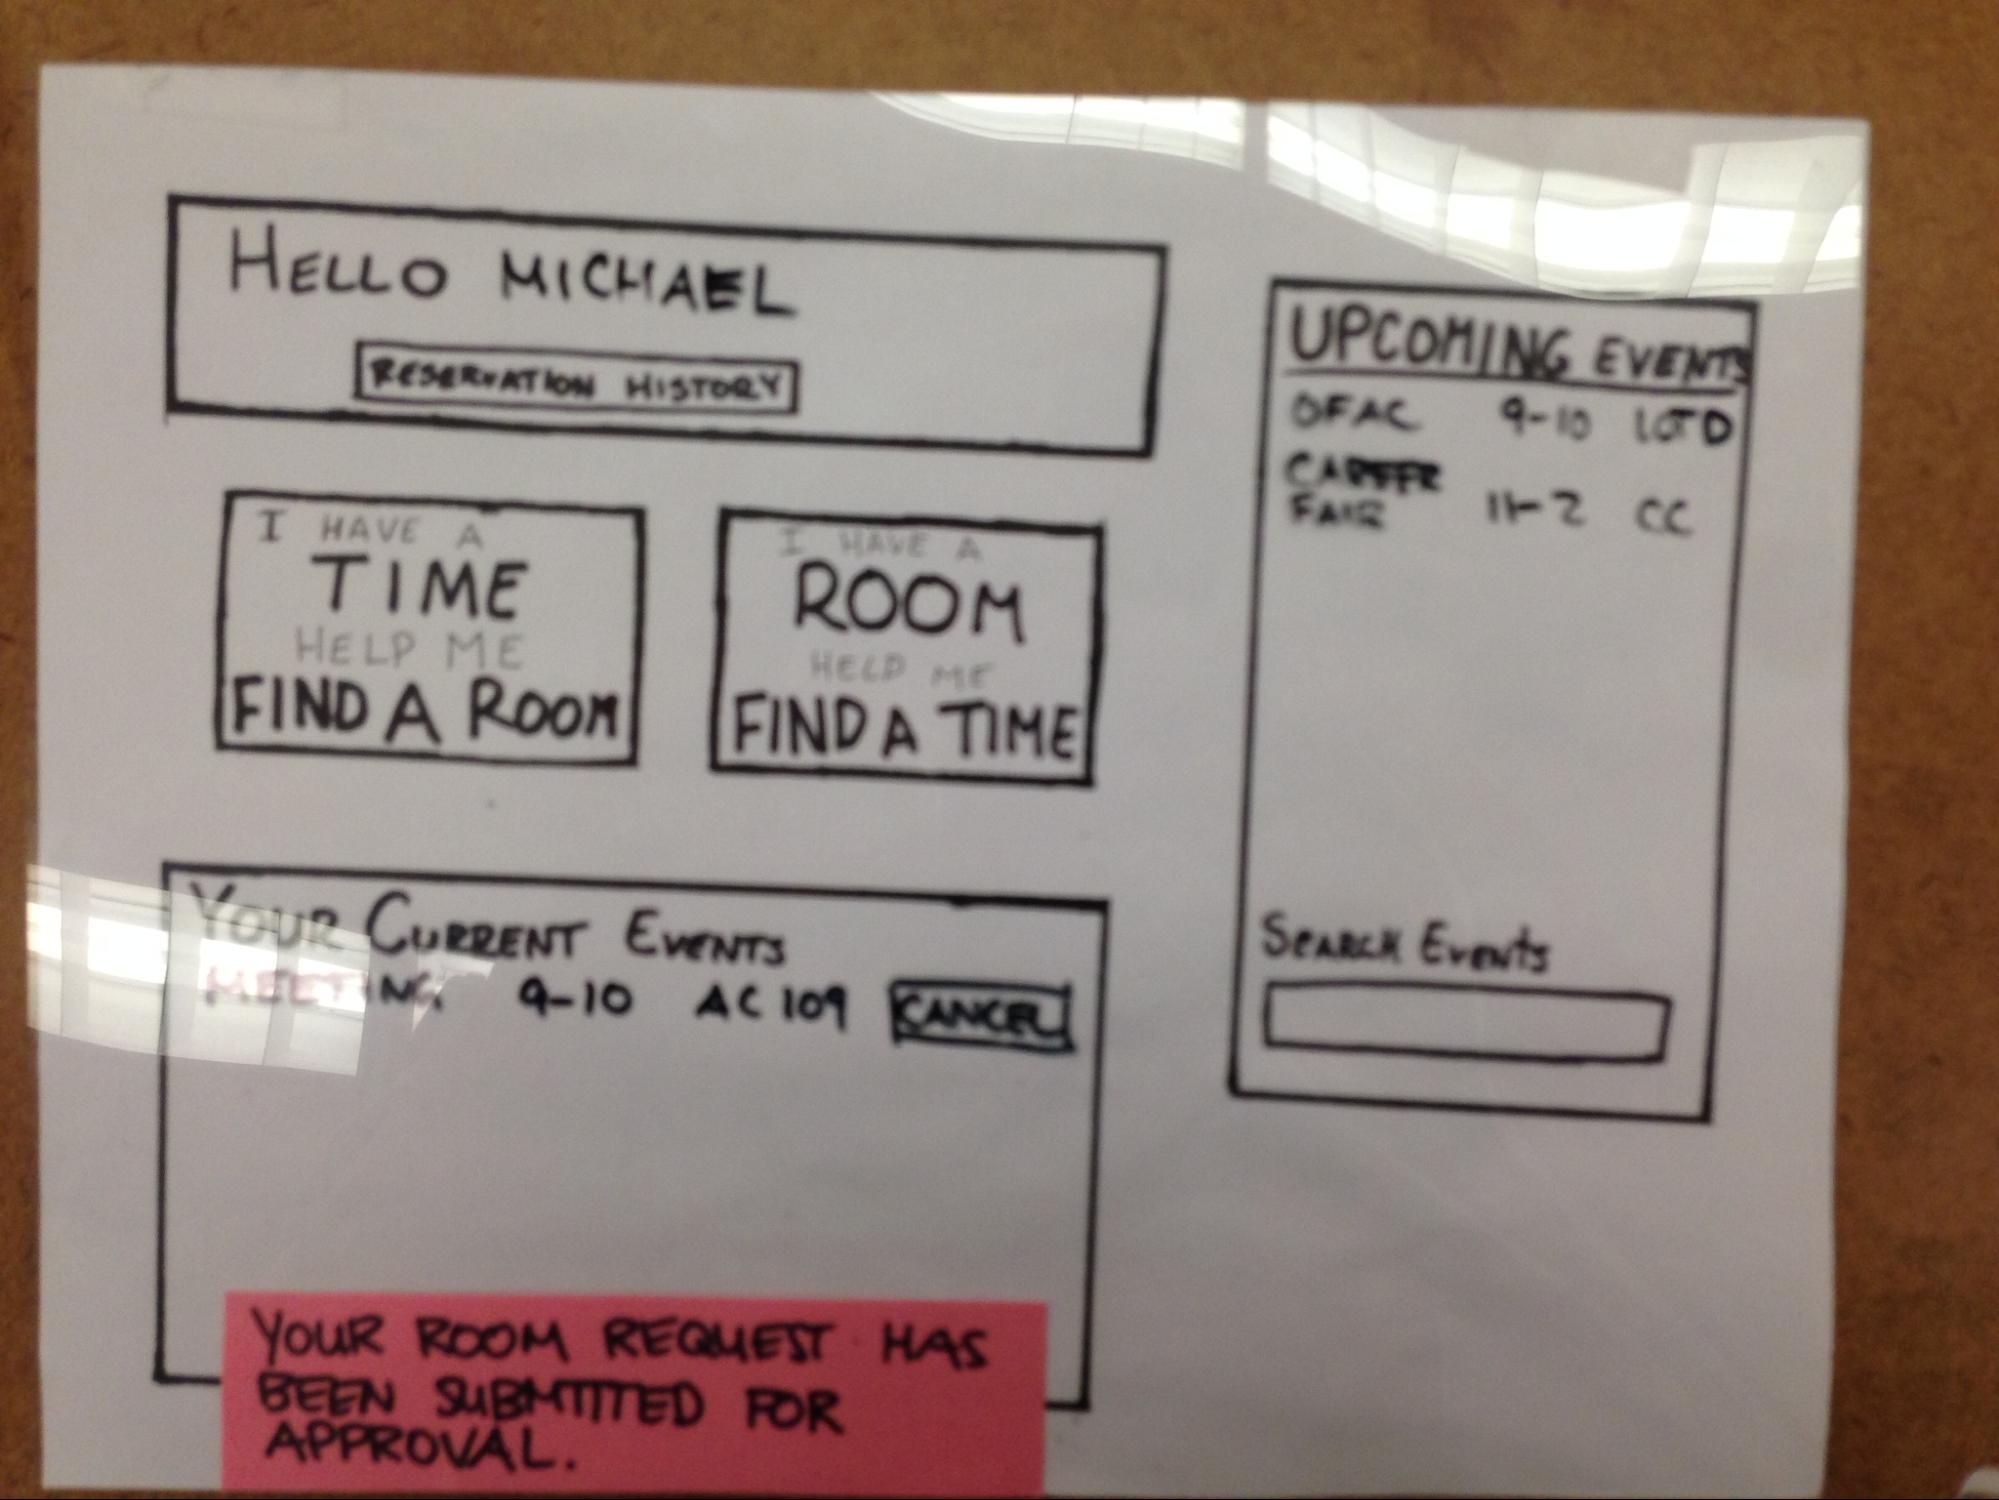 HELLO MICHAEL
RESERVATION HISTORY
I HAVE A
TIME
HELP ME
FIND A ROOM
I HAVE A
ROOM
HELP ME
FIND A TIME
YOUR CURRENT EVENTS
MEETING 9-10 AC 109 CANCEL
YOUR ROOM REQUEST HAS
BEEN SUBMITTED FOR
APPROVAL.
UPCOMING EVENTS
OFAC 9-10
CAREER
FAIR 11-2 CC
SEARCH EVENTS